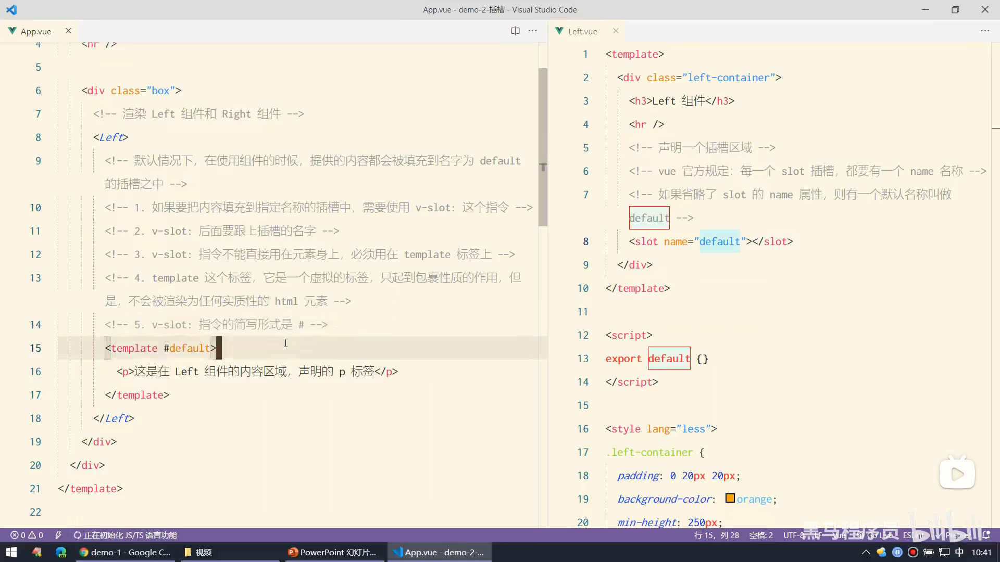 App.vue - demo-2-插槽 - Visual Studio Code
App.vue
4 <hr />
5
6 <div class="box">
7 <!-- 渲染 Left 组件和 Right 组件 -->
8 <Left>
9 <!-- 默认情况下，在使用组件的时候，提供的内容都会被填充到名字为 default
的插槽之中 -->
10 <!-- 1. 如果要把内容填充到指定名称的插槽中，需要使用 v-slot: 这个指令 -->
11 <!-- 2. v-slot: 后面要跟上插槽的名字 -->
12 <!-- 3. v-slot: 指令不能直接用在元素身上，必须用在 template 标签上 -->
13 <!-- 4. template 这个标签，它是一个虚拟的标签，只起到包裹性质的作用，但
是，不会被渲染为任何实质性的 html 元素 -->
14 <!-- 5. v-slot: 指令的简写形式是 # -->
15 <template #default>
16 <p>这是在 Left 组件的内容区域，声明的 p 标签</p>
17 </template>
18 </Left>
19 </div>
20 </div>
21 </template>
22
Left.vue
1 <template>
2 <div class="left-container">
3 <h3>Left 组件</h3>
4 <hr />
5 <!-- 声明一个插槽区域 -->
6 <!-- vue 官方规定：每一个 slot 插槽，都要有一个 name 名称 -->
7 <!-- 如果省略了 slot 的 name 属性，则有一个默认名称叫做
default -->
8 <slot name="default"></slot>
9 </div>
10 </template>
11
12 <script>
13 export default {}
14 </script>
15
16 <style lang="less">
17 .left-container {
18 padding: 0 20px 20px;
19 background-color: orange;
20 min-height: 250px;
0 0 正在初始化 JS/TS 语言功能
行 15，列 28 空格: 2 UTF-8 LF Vue Go Live ESLint Prettier
黑马程序员 bilibili
demo-1 - Google C... 视频 PowerPoint 幻灯片... App.vue - demo-2-... 中 10:41